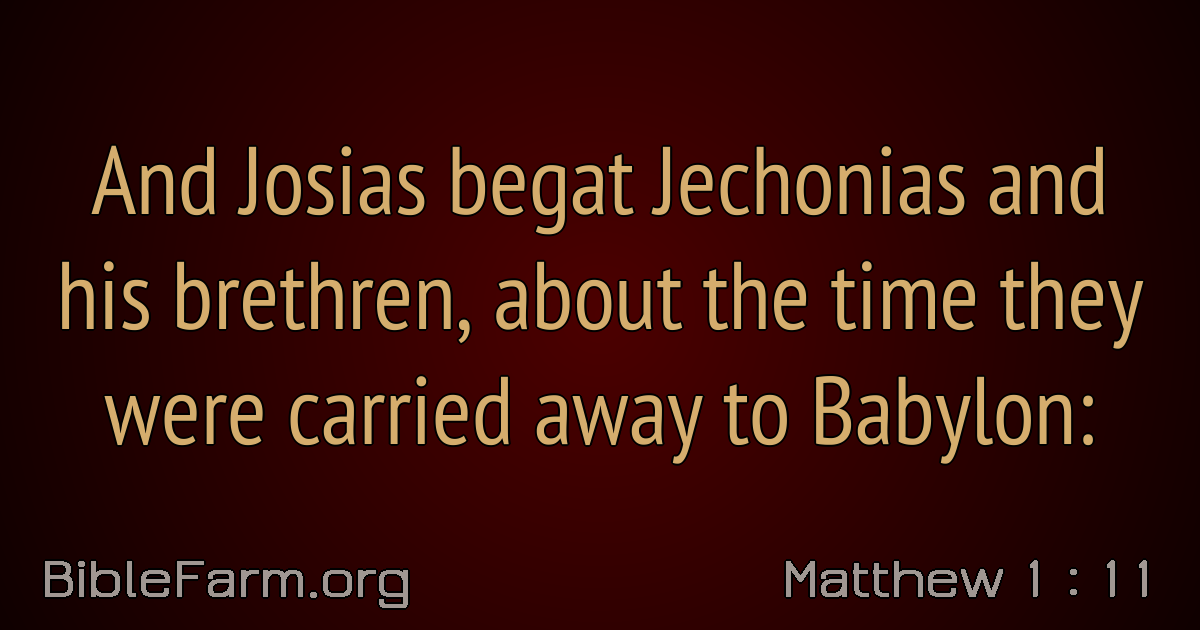 And Josias begat Jechonias and
his brethren, about the time they
were carried away to Babylon:
BibleFarm.org
Matthew 1 : 11